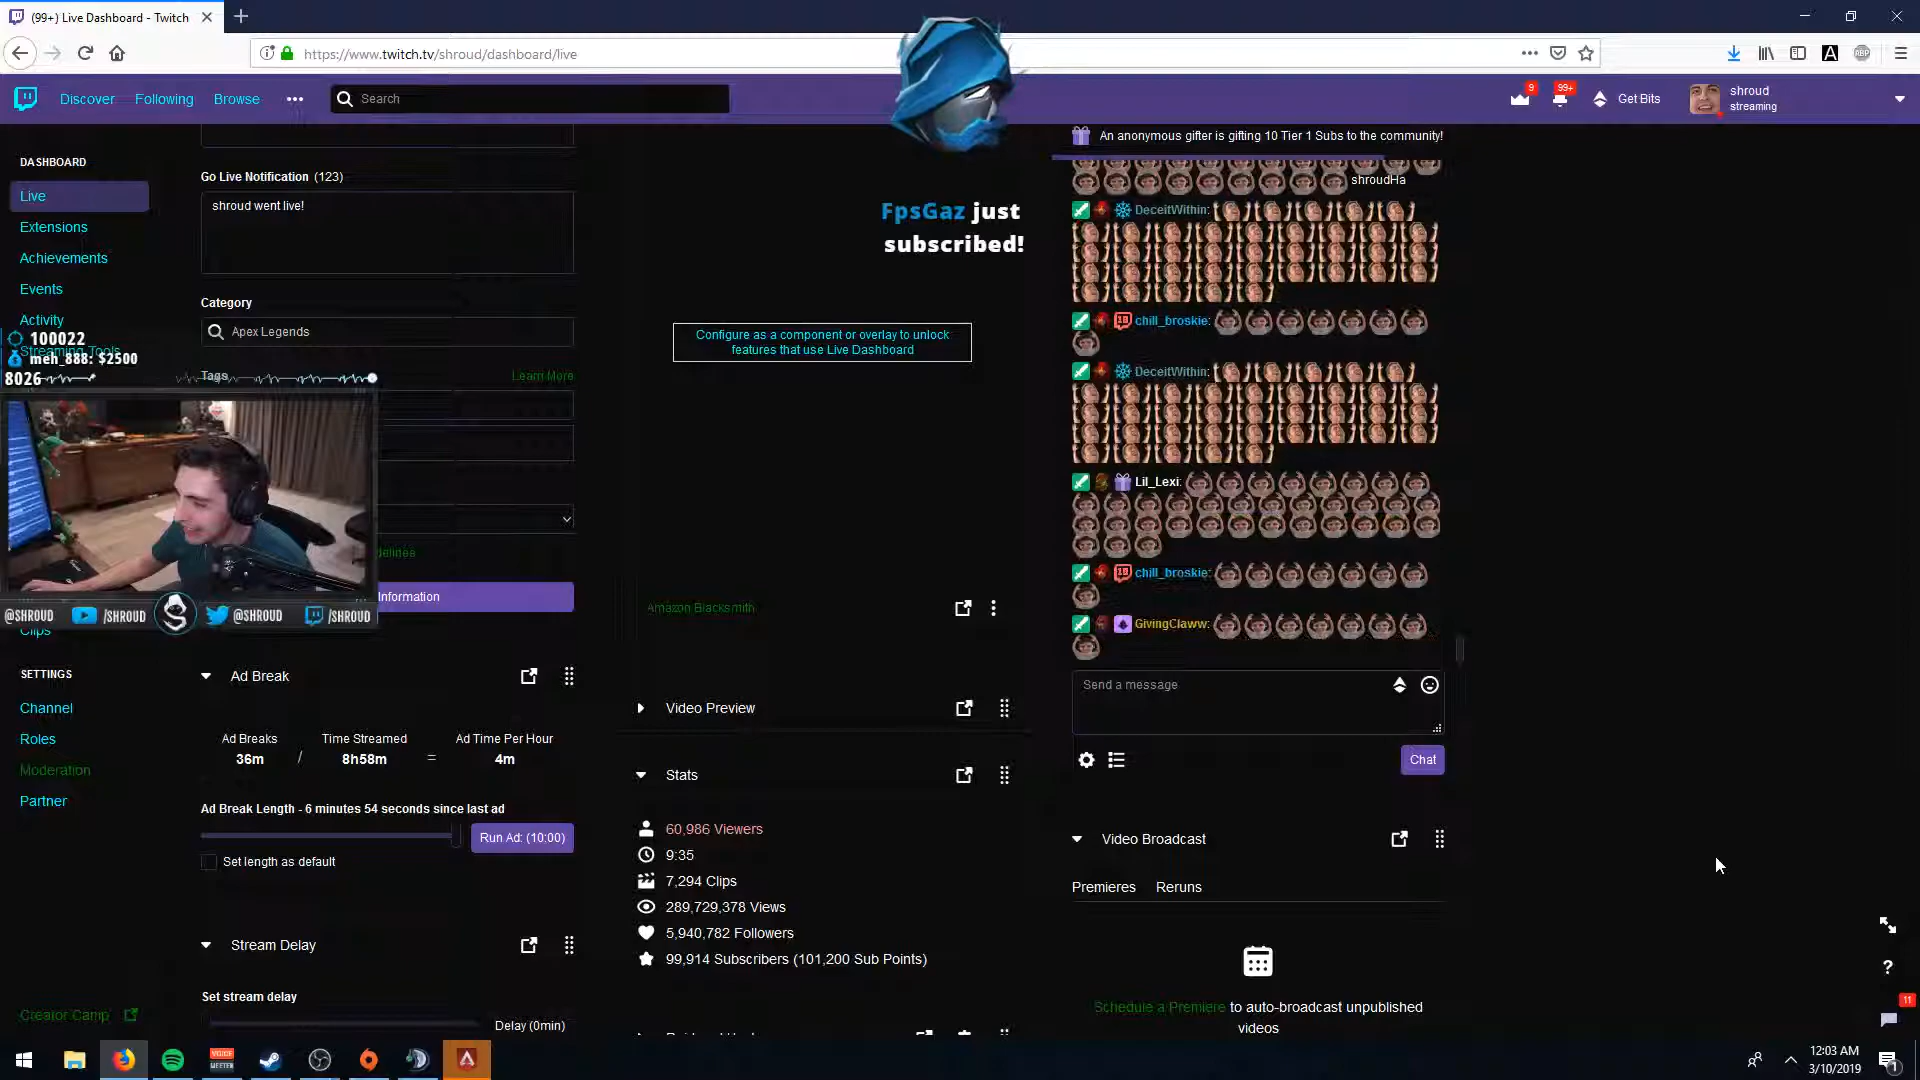 (99+) Live Dashboard - Twitch
https://www.twitch.tv/shroud/dashboard/live
Discover
Following
Browse
Search
9
99+
Get Bits
shroud
streaming
DASHBOARD
Live
Extensions
Achievements
Events
Activity
Streaming Tools
100022
meh_888: $2500
8026
@SHROUD
/SHROUD
@SHROUD
/SHROUD
Clips
SETTINGS
Channel
Roles
Moderation
Partner
Creator Camp
Go Live Notification (123)
shroud went live!
Category
Apex Legends
Tags
Learn More
Information
Ad Break
Ad Breaks
Time Streamed
Ad Time Per Hour
36m / 8h58m = 4m
Ad Break Length - 6 minutes 54 seconds since last ad
Run Ad: (10:00)
Set length as default
Stream Delay
Set stream delay
Delay (0min)
FpsGaz just
subscribed!
Configure as a component or overlay to unlock
features that use Live Dashboard
Amazon Blacksmith
Video Preview
Stats
60,986 Viewers
9:35
7,294 Clips
289,729,378 Views
5,940,782 Followers
99,914 Subscribers (101,200 Sub Points)
An anonymous gifter is gifting 10 Tier 1 Subs to the community!
shroudHa
DeceitWithin:
chill_broskie:
DeceitWithin:
Lil_Lexi:
chill_broskie:
GivingClaww:
Send a message
Chat
Video Broadcast
Premieres
Reruns
Schedule a Premiere to auto-broadcast unpublished
videos
11
VOICE
MEETER
12:03 AM
3/10/2019
1